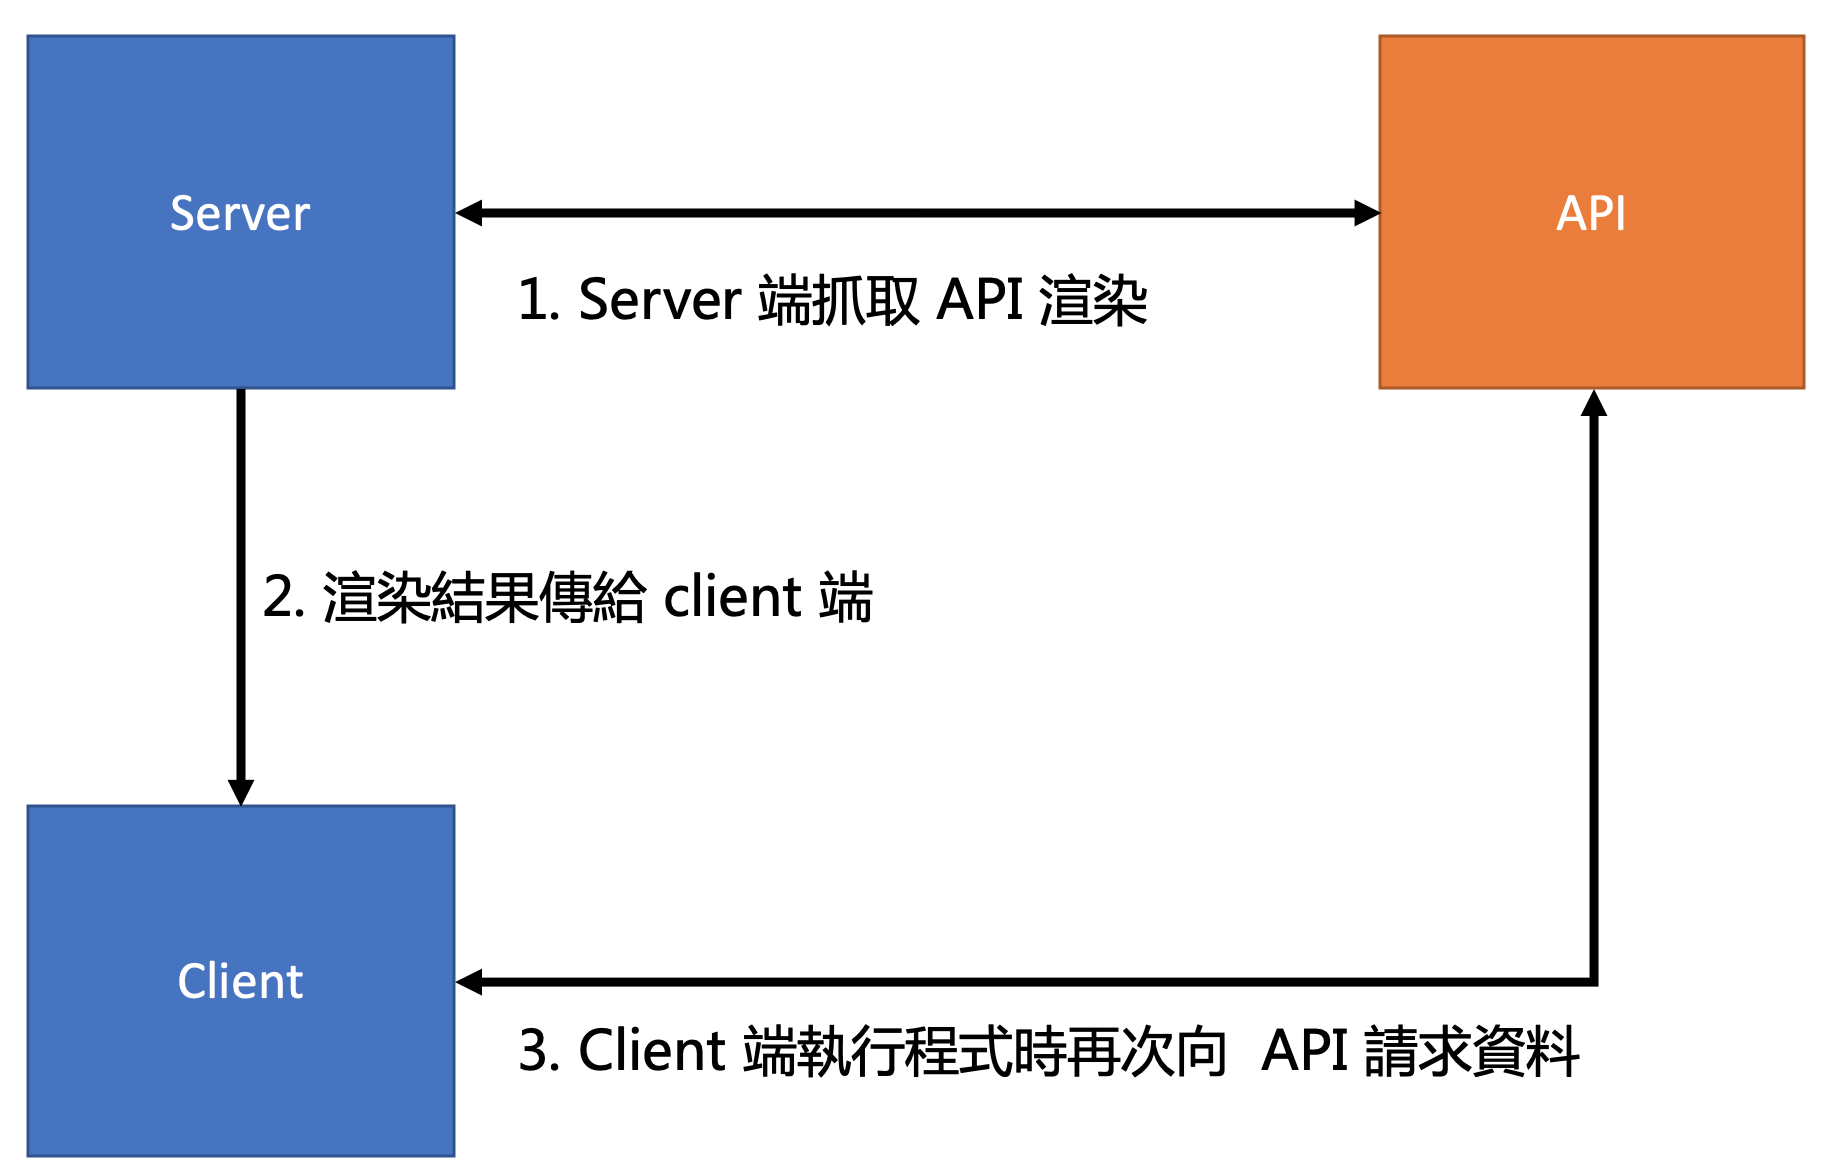 Server
API
1. Server 端抓取 API 渲染
2. 渲染結果傳給 client 端
Client
3. Client 端執行程式時再次向  API 請求資料